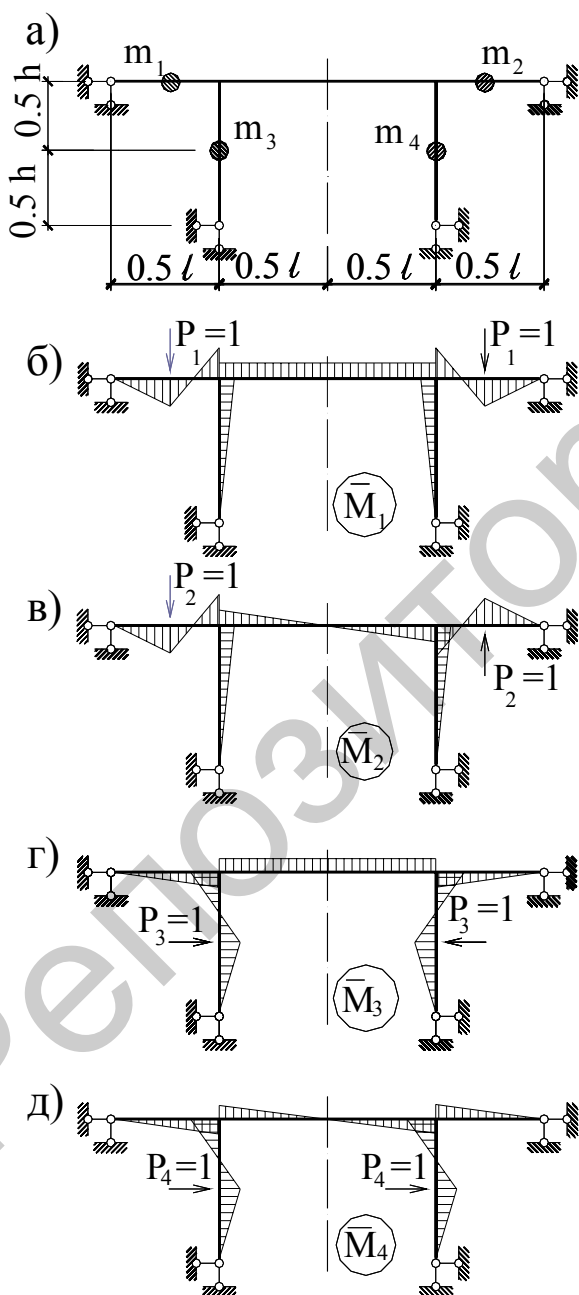 а)
m₁
m₂
0.5 h
m₃
m₄
0.5 h
0.5 l
0.5 l
0.5 l
0.5 l
P₁=1
P₁=1
б)
M̅₁
в)
P₂=1
P₂=1
M̅₂
г)
P₃=1
P₃=1
M̅₃
д)
P₄=1
P₄=1
M̅₄
Репозитор